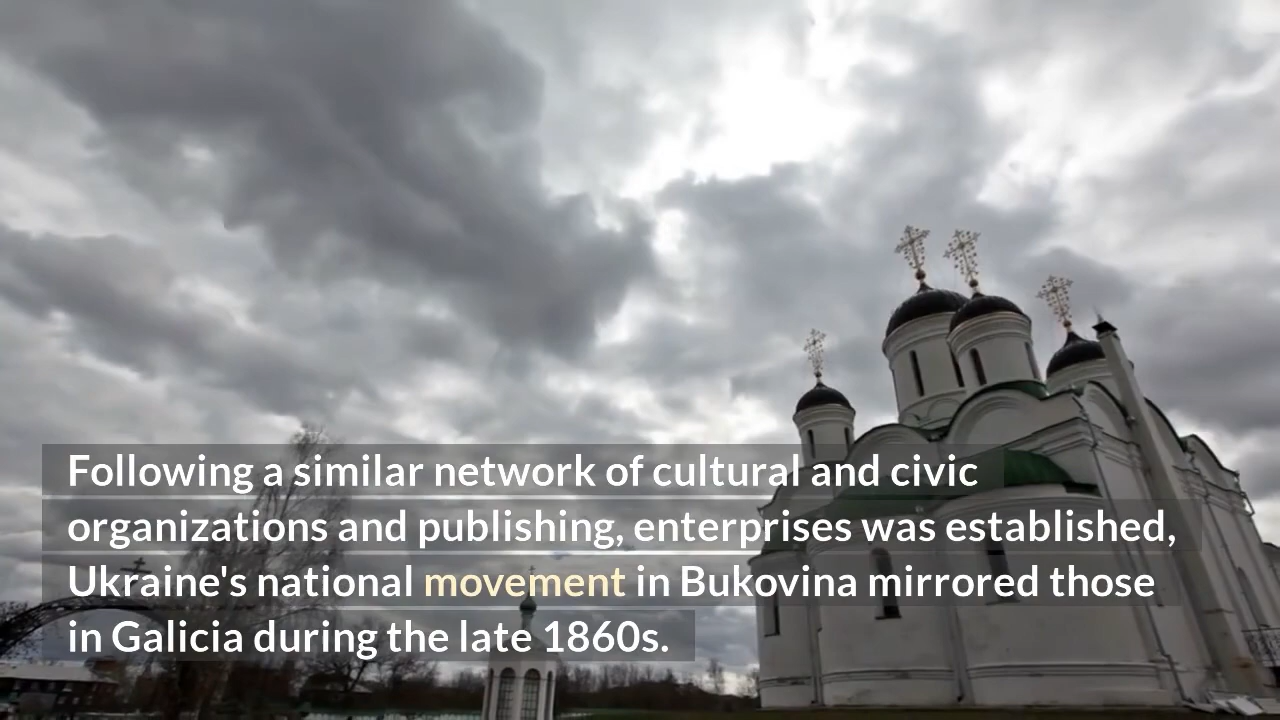 Following a similar network of cultural and civic
organizations and publishing, enterprises was established,
Ukraine's national movement in Bukovina mirrored those
in Galicia during the late 1860s.